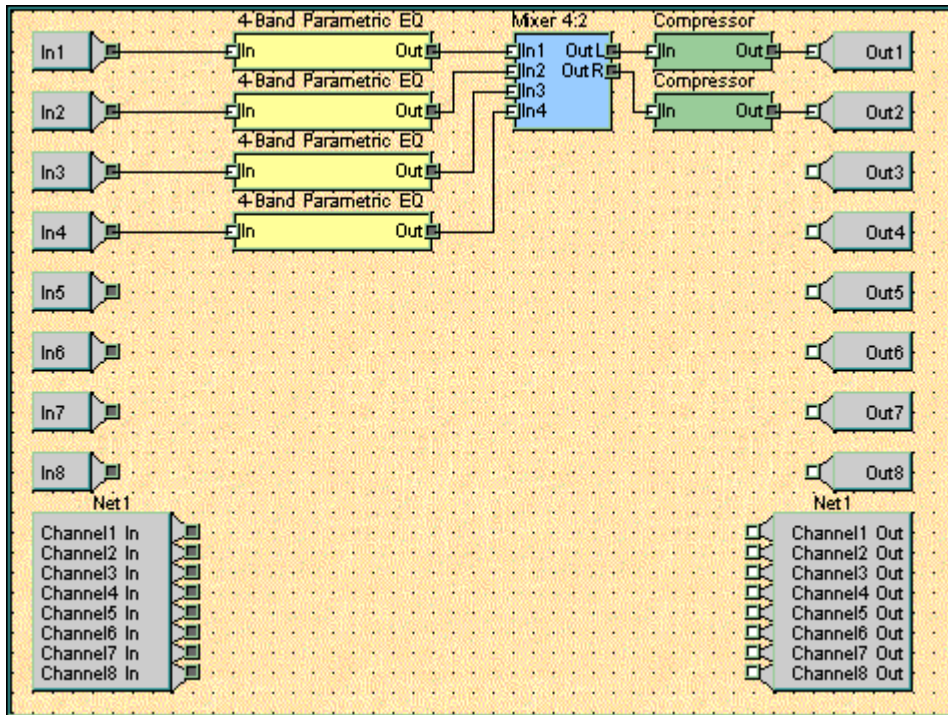 4-Band Parametric EQ Mixer 4:2 Compressor
In1 In Out In1 OutL In Out Out1
4-Band Parametric EQ In2 OutR Compressor
In3
In2 In Out In4 In Out Out2
4-Band Parametric EQ
In3 In Out Out3
4-Band Parametric EQ
In4 In Out Out4
In5 Out5
In6 Out6
In7 Out7
In8 Out8
Net1 Net1
Channel1 In Channel1 Out
Channel2 In Channel2 Out
Channel3 In Channel3 Out
Channel4 In Channel4 Out
Channel5 In Channel5 Out
Channel6 In Channel6 Out
Channel7 In Channel7 Out
Channel8 In Channel8 Out